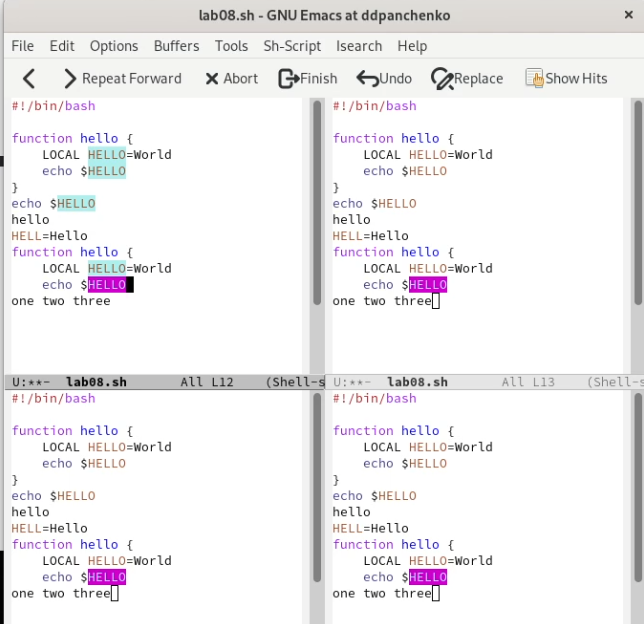 lab08.sh - GNU Emacs at ddpanchenko ×
File Edit Options Buffers Tools Sh-Script Isearch Help
Repeat Forward Abort Finish Undo Replace Show Hits
#!/bin/bash
function hello {
LOCAL HELLO=World
echo $HELLO
}
echo $HELLO
hello
HELL=Hello
function hello {
LOCAL HELLO=World
echo $HELLO
one two three
U:**- lab08.sh All L12 (Shell-s
#!/bin/bash
function hello {
LOCAL HELLO=World
echo $HELLO
}
echo $HELLO
hello
HELL=Hello
function hello {
LOCAL HELLO=World
echo $HELLO
one two three
U:**- lab08.sh All L13 (Shell-s
#!/bin/bash
function hello {
LOCAL HELLO=World
echo $HELLO
}
echo $HELLO
hello
HELL=Hello
function hello {
LOCAL HELLO=World
echo $HELLO
one two three
#!/bin/bash
function hello {
LOCAL HELLO=World
echo $HELLO
}
echo $HELLO
hello
HELL=Hello
function hello {
LOCAL HELLO=World
echo $HELLO
one two three